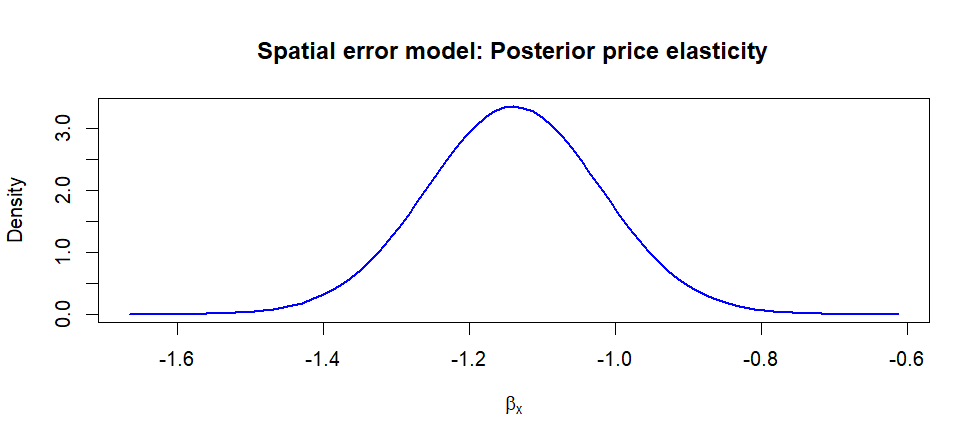 Spatial error model: Posterior price elasticity
Density
3.0
2.0
1.0
0.0
-1.6 -1.4 -1.2 -1.0 -0.8 -0.6
βx